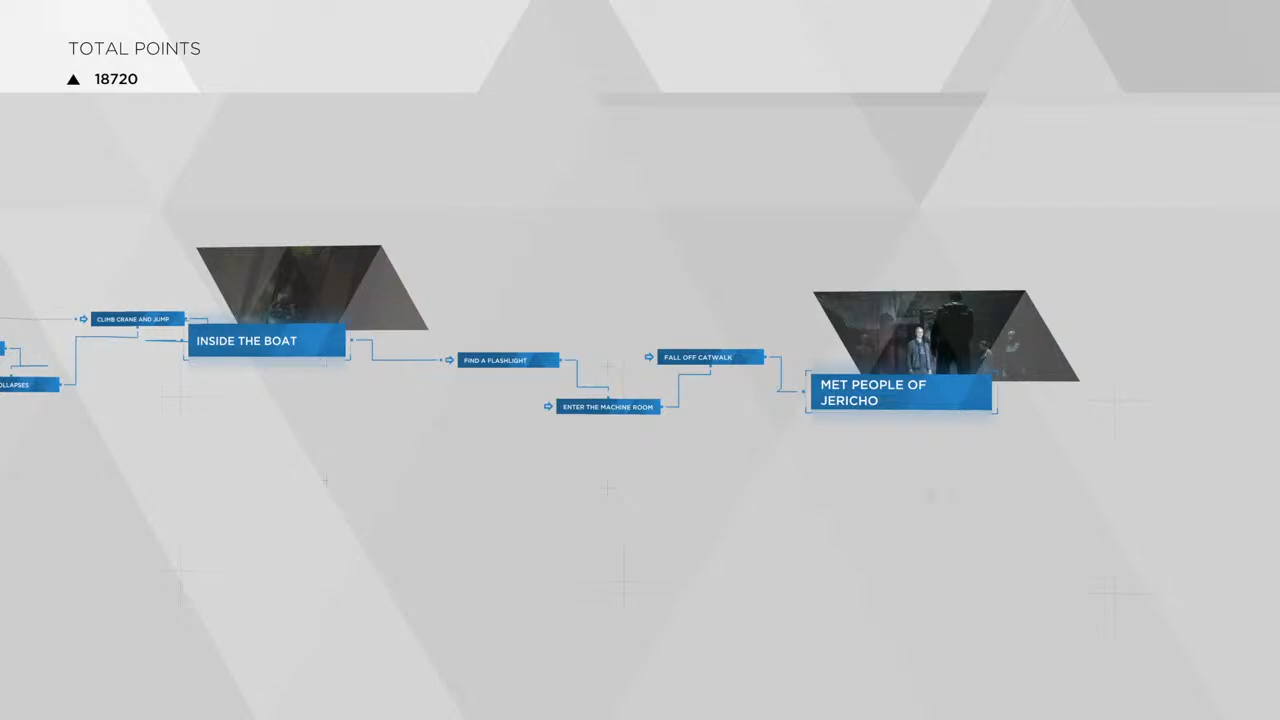 TOTAL POINTS
18720
CLIMB CRANE AND JUMP
INSIDE THE BOAT
OLLAPSES
FIND A FLASHLIGHT
ENTER THE MACHINE ROOM
FALL OFF CATWALK
MET PEOPLE OF
JERICHO